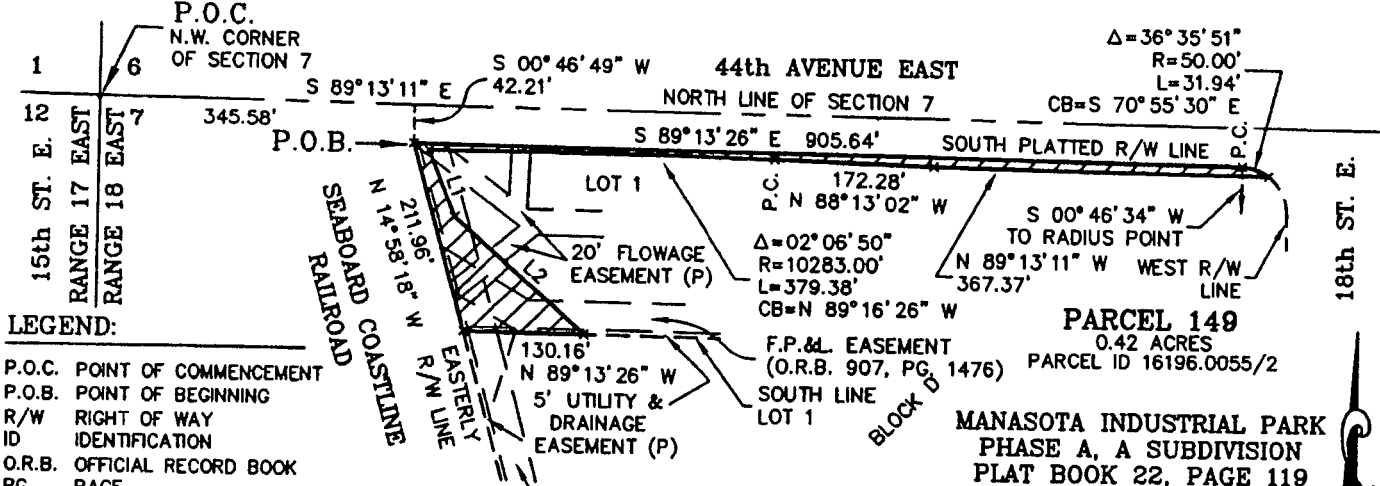 P.O.C.
N.W. CORNER
OF SECTION 7
1
6
12
7
15th ST. E.
RANGE 17 EAST
RANGE 18 EAST
345.58'
S 89°13'11" E
S 00°46'49" W
42.21'
44th AVENUE EAST
NORTH LINE OF SECTION 7
Δ=36°35'51"
R=50.00'
L=31.94'
CB=S 70°55'30" E
P.O.B.
S 89°13'26" E 905.64'
SOUTH PLATTED R/W LINE
P.C.
P.C.
LOT 1
172.28'
N 88°13'02" W
S 00°46'34" W
TO RADIUS POINT
18th ST. E.
L1
L2
211.96'
N 14°58'18" W
SEABOARD COASTLINE
RAILROAD
20' FLOWAGE
EASEMENT (P)
Δ=02°06'50"
R=10283.00'
L=379.38'
CB=N 89°16'26" W
N 89°13'11" W
367.37'
WEST R/W
LINE
PARCEL 149
0.42 ACRES
PARCEL ID 16196.0055/2
130.16'
N 89°13'26" W
F.P.&L. EASEMENT
(O.R.B. 907, PG. 1476)
EASTERLY
R/W LINE
5' UTILITY &
DRAINAGE
EASEMENT (P)
SOUTH LINE
LOT 1
BLOCK D
MANASOTA INDUSTRIAL PARK
PHASE A, A SUBDIVISION
PLAT BOOK 22, PAGE 119
LEGEND:
P.O.C. POINT OF COMMENCEMENT
P.O.B. POINT OF BEGINNING
R/W RIGHT OF WAY
ID IDENTIFICATION
O.R.B. OFFICIAL RECORD BOOK
PG. PAGE